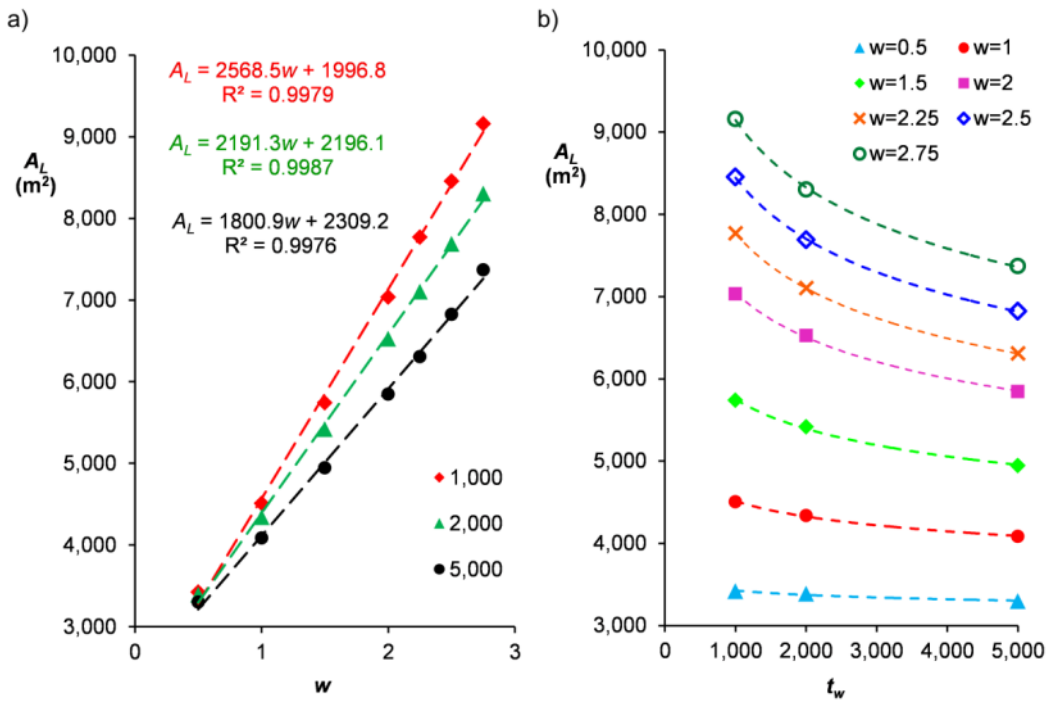 a)
10,000
9,000
8,000
7,000
6,000
5,000
4,000
3,000
A_L
(m²)
A_L = 2568.5w + 1996.8
R² = 0.9979
A_L = 2191.3w + 2196.1
R² = 0.9987
A_L = 1800.9w + 2309.2
R² = 0.9976
1,000
2,000
5,000
0 1 2 3
w
b)
10,000
9,000
8,000
7,000
6,000
5,000
4,000
3,000
A_L
(m²)
w=0.5 w=1
w=1.5 w=2
w=2.25 w=2.5
w=2.75
0 1,000 2,000 3,000 4,000 5,000
t_w